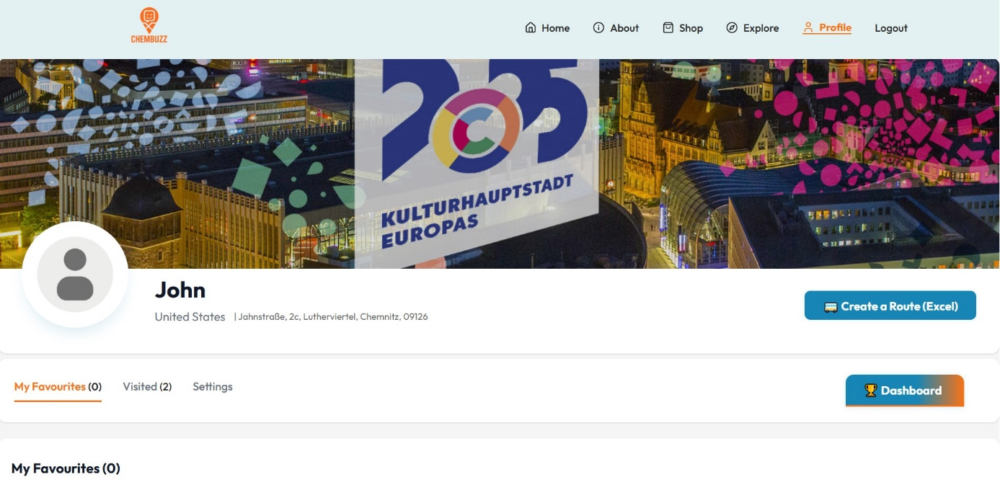 CHEMBUZZ
Home About Shop Explore Profile Logout
2025
KULTURHAUPTSTADT
EUROPAS
John
United States | Jahnstraße, 2c, Lutherviertel, Chemnitz, 09126
Create a Route (Excel)
My Favourites (0) Visited (2) Settings
Dashboard
My Favourites (0)